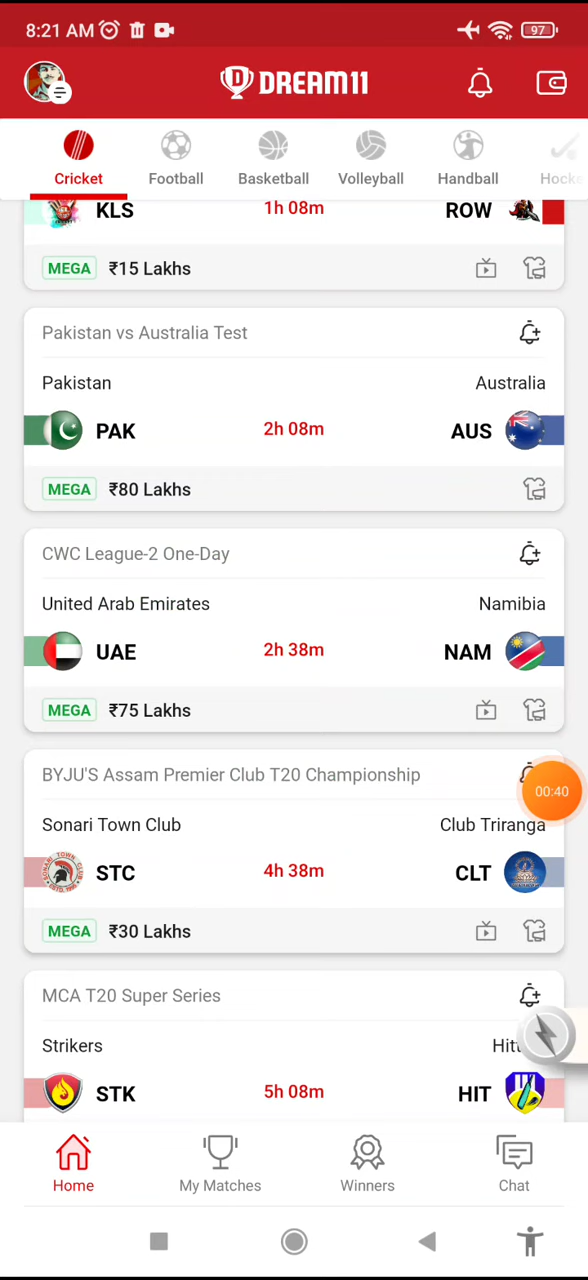 8:21 AM
97
DREAM11
Cricket
Football
Basketball
Volleyball
Handball
Hocke
KLS
1h 08m
ROW
MEGA ₹15 Lakhs
Pakistan vs Australia Test
Pakistan
Australia
PAK
2h 08m
AUS
MEGA ₹80 Lakhs
CWC League-2 One-Day
United Arab Emirates
Namibia
UAE
2h 38m
NAM
MEGA ₹75 Lakhs
BYJU'S Assam Premier Club T20 Championship
00:40
Sonari Town Club
Club Triranga
STC
4h 38m
CLT
MEGA ₹30 Lakhs
MCA T20 Super Series
Strikers
STK
5h 08m
HIT
Home
My Matches
Winners
Chat